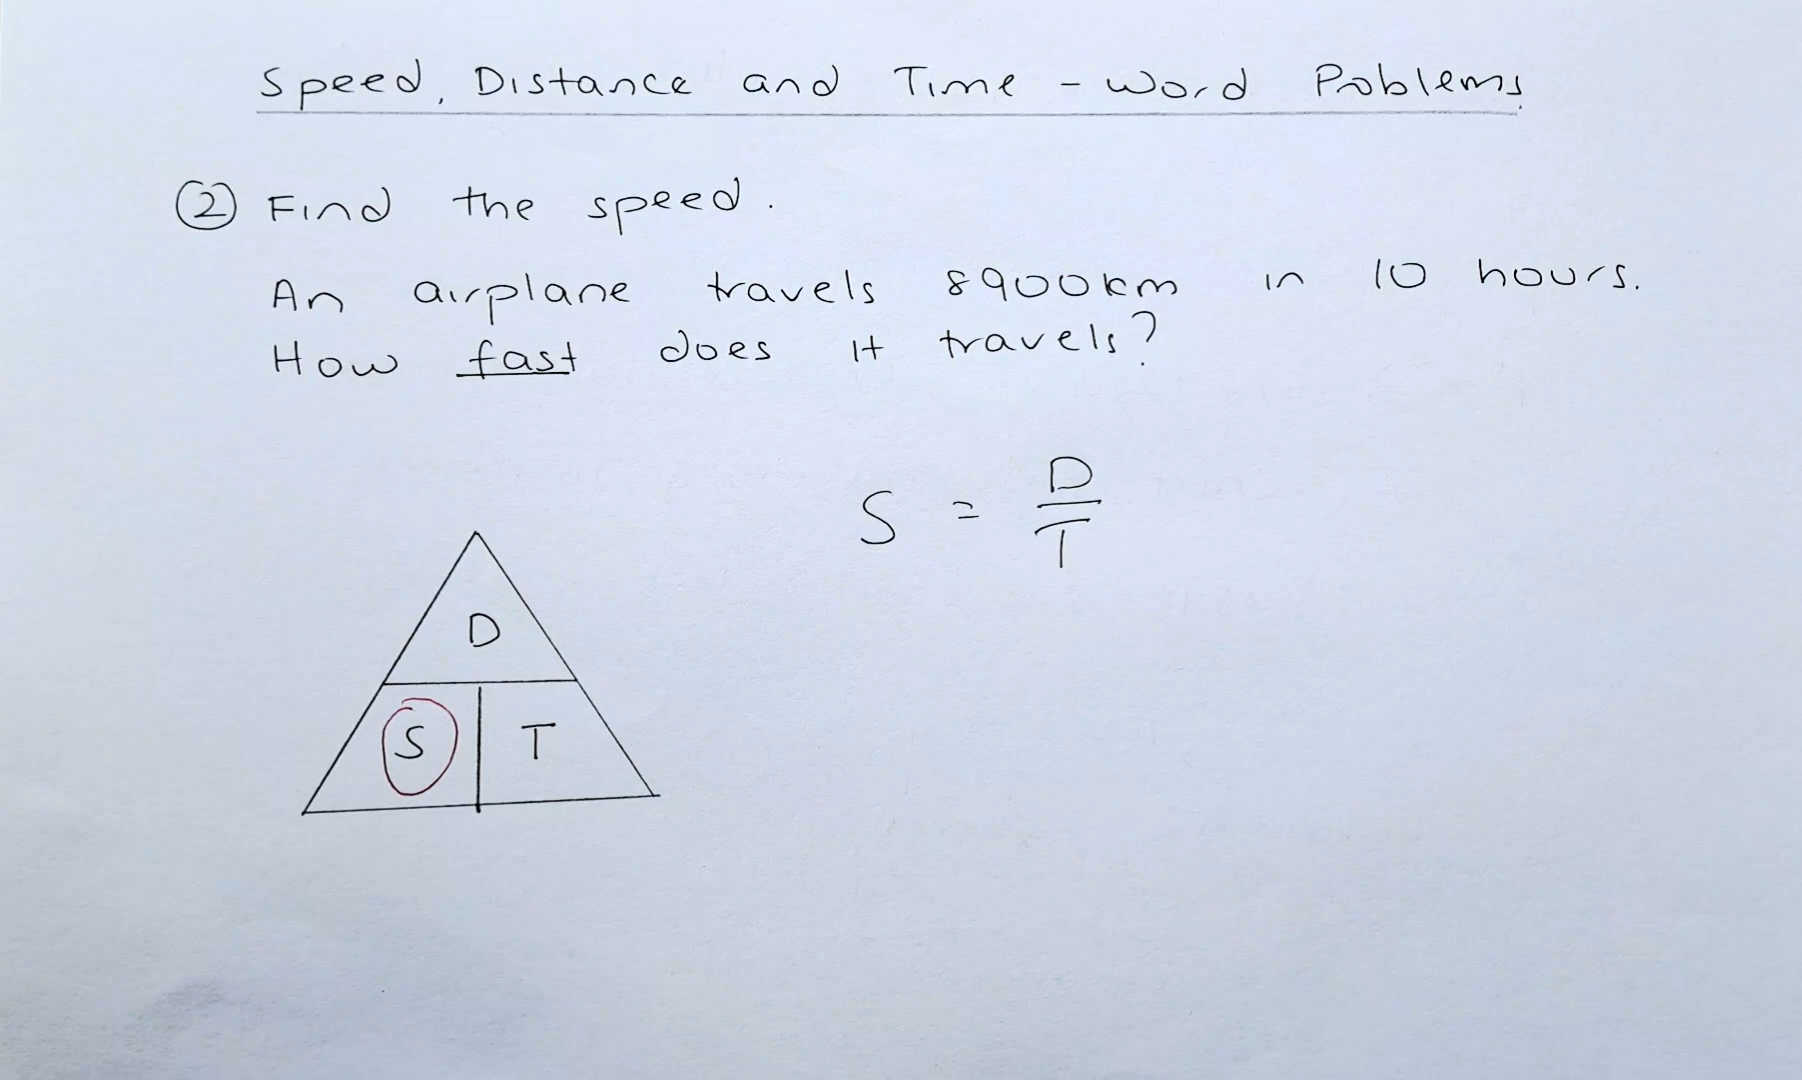 Speed, Distance and Time - Word Problems
② Find the speed.
An airplane travels 8900km in 10 hours.
How fast does it travels?
S = D/T
D
S T